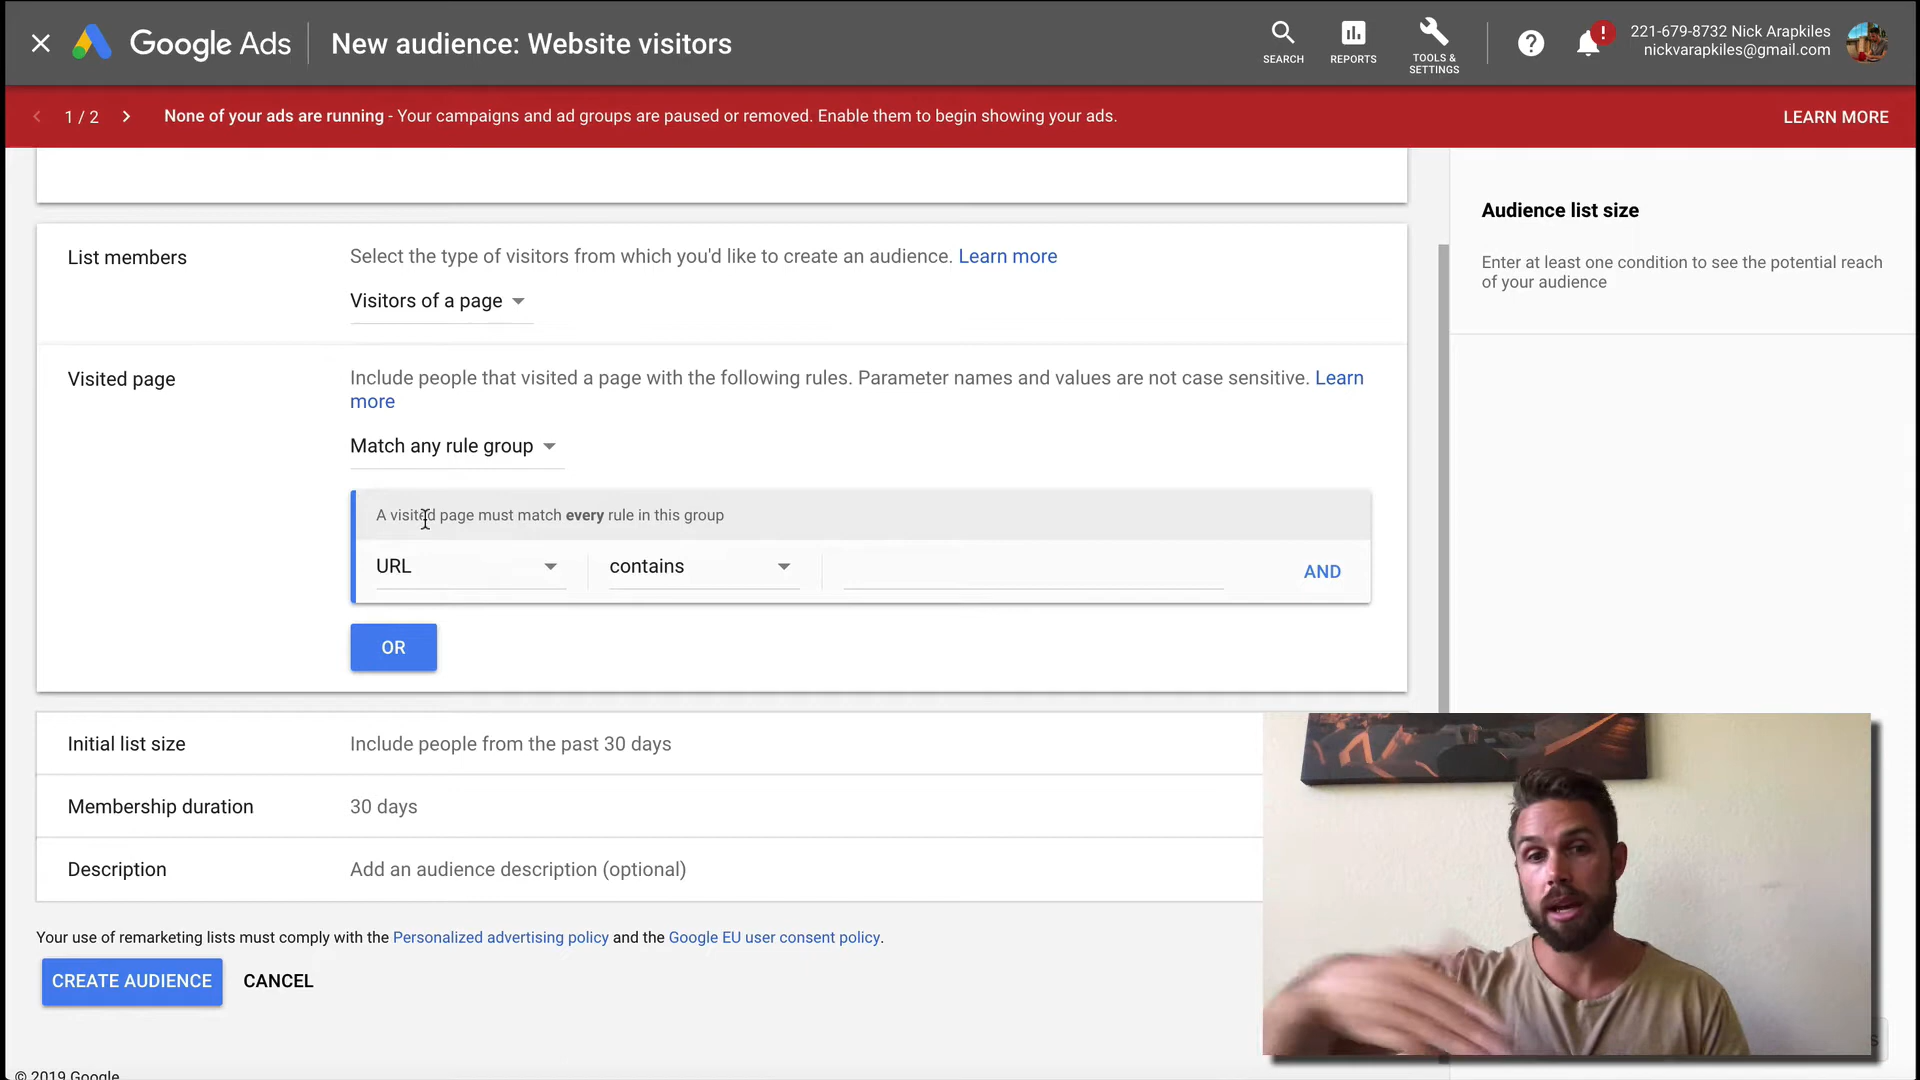 Google Ads
New audience: Website visitors
SEARCH
REPORTS
TOOLS &
SETTINGS
?
!
221-679-8732 Nick Arapkiles
nickvarapkiles@gmail.com
1 / 2
None of your ads are running - Your campaigns and ad groups are paused or removed. Enable them to begin showing your ads.
LEARN MORE
List members
Select the type of visitors from which you'd like to create an audience. Learn more
Visitors of a page
Visited page
Include people that visited a page with the following rules. Parameter names and values are not case sensitive. Learn
more
Match any rule group
A visited page must match every rule in this group
URL
contains
AND
OR
Initial list size
Include people from the past 30 days
Membership duration
30 days
Description
Add an audience description (optional)
Your use of remarketing lists must comply with the Personalized advertising policy and the Google EU user consent policy.
CREATE AUDIENCE
CANCEL
© 2019 Google
Audience list size
Enter at least one condition to see the potential reach
of your audience